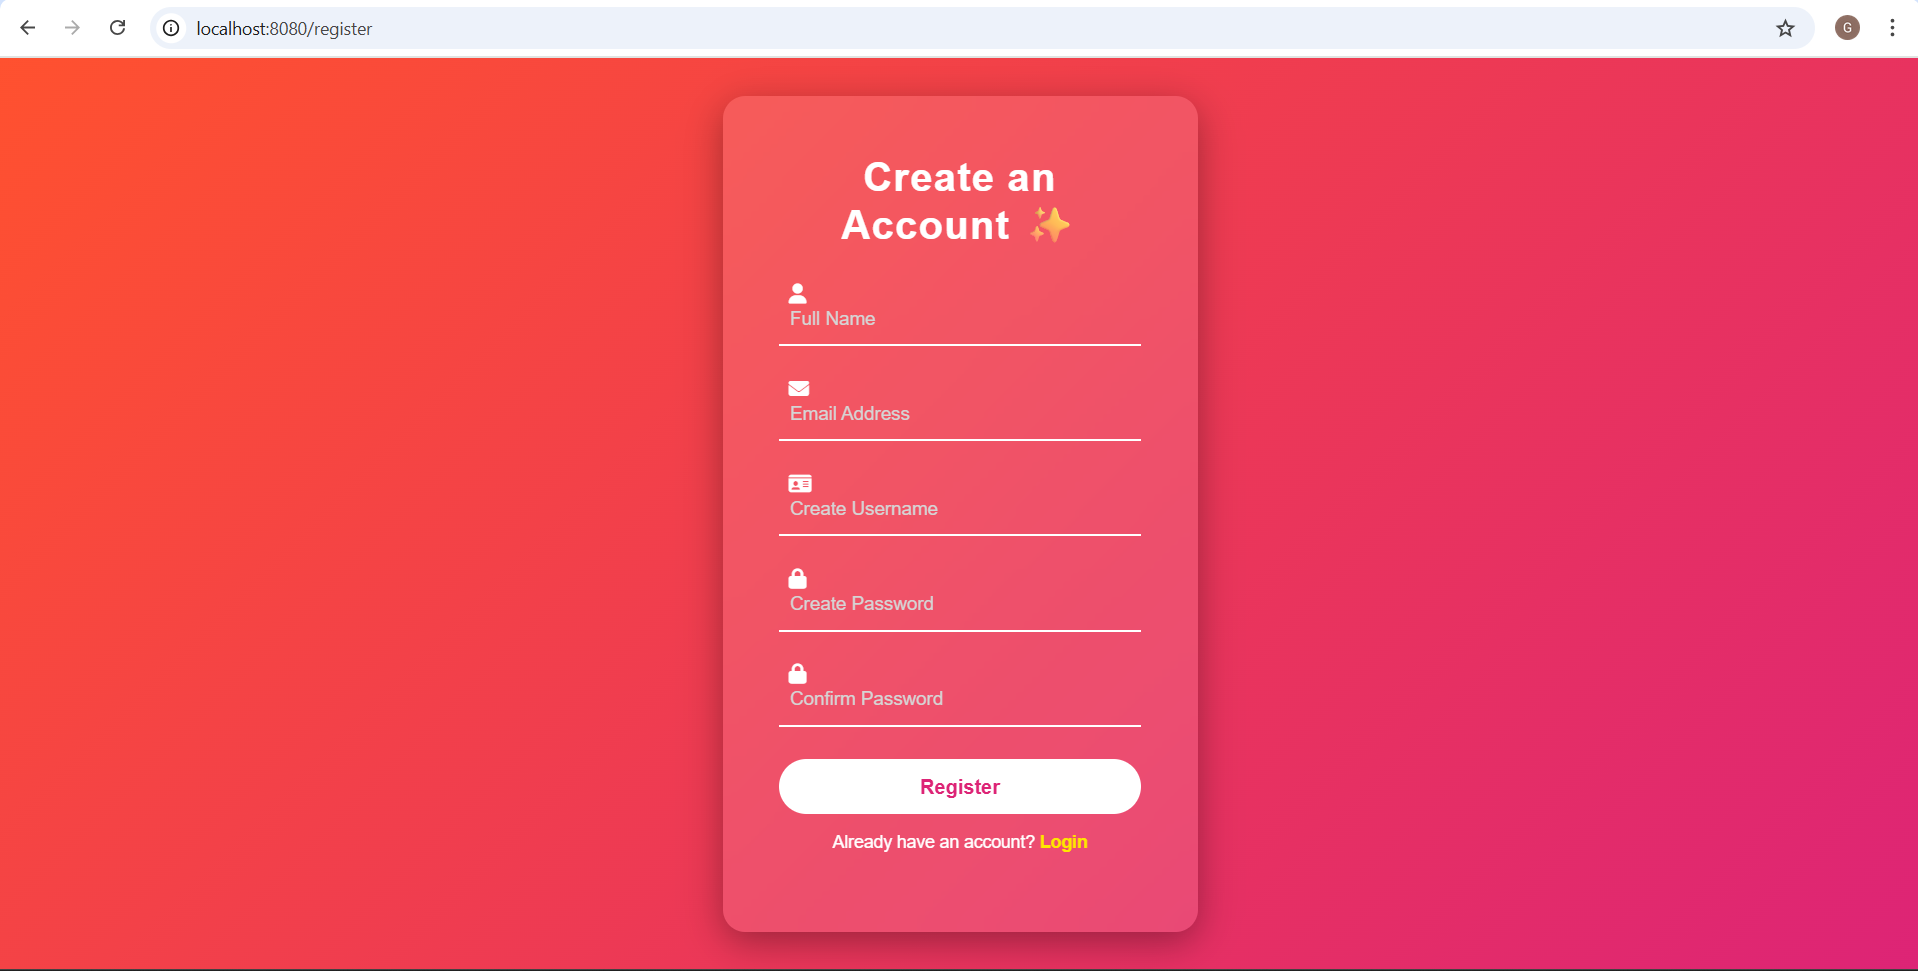 localhost:8080/register
G
Create an
Account ✨
Full Name
Email Address
Create Username
Create Password
Confirm Password
Register
Already have an account? Login